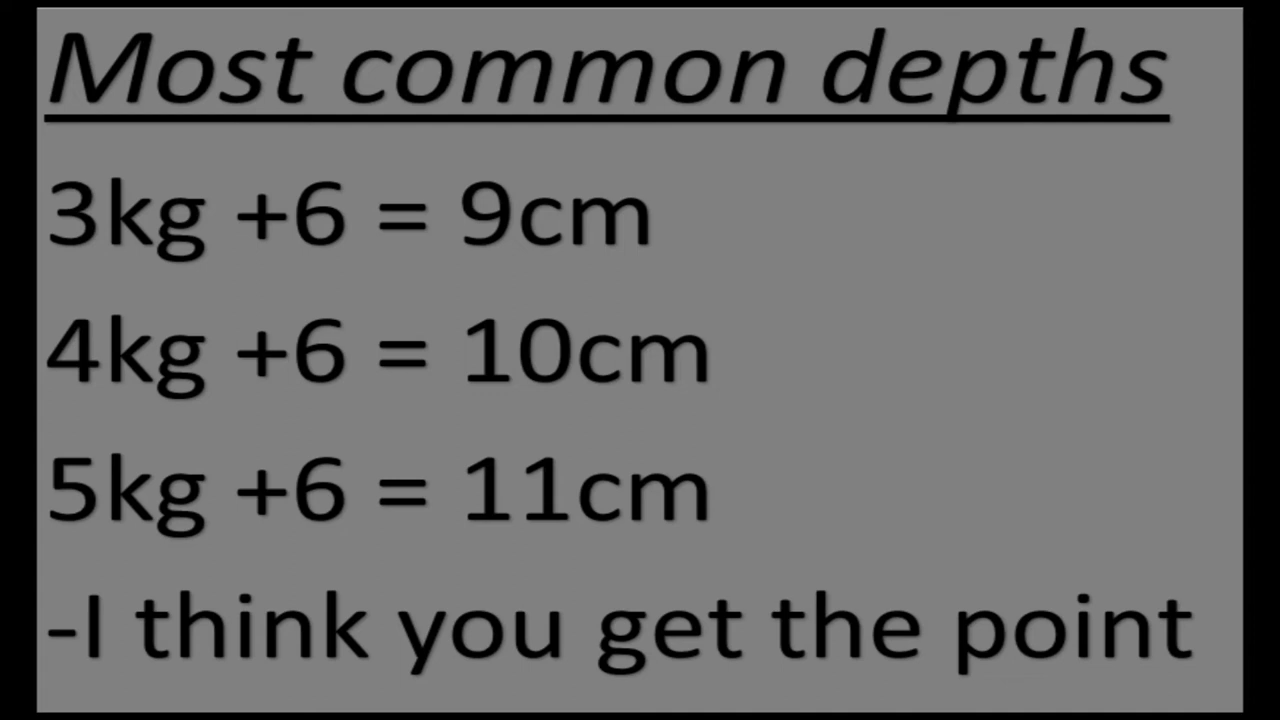 Most common depths
3kg +6 = 9cm
4kg +6 = 10cm
5kg +6 = 11cm
-I think you get the point